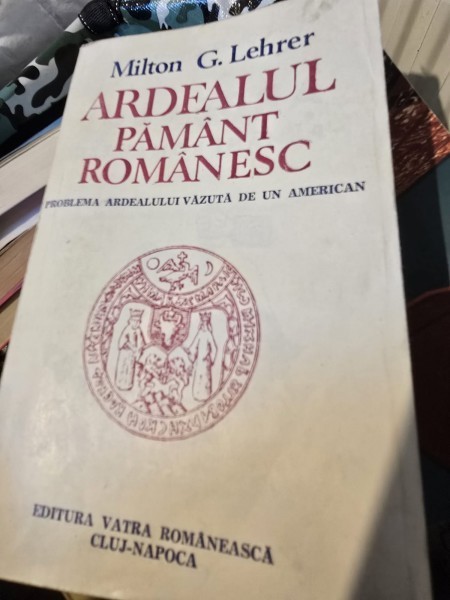 Milton G. Lehrer
ARDEALUL
PĂMÂNT
ROMÂNESC
PROBLEMA ARDEALULUI VĂZUTĂ DE UN AMERICAN
EDITURA VATRA ROMÂNEASCĂ
CLUJ-NAPOCA